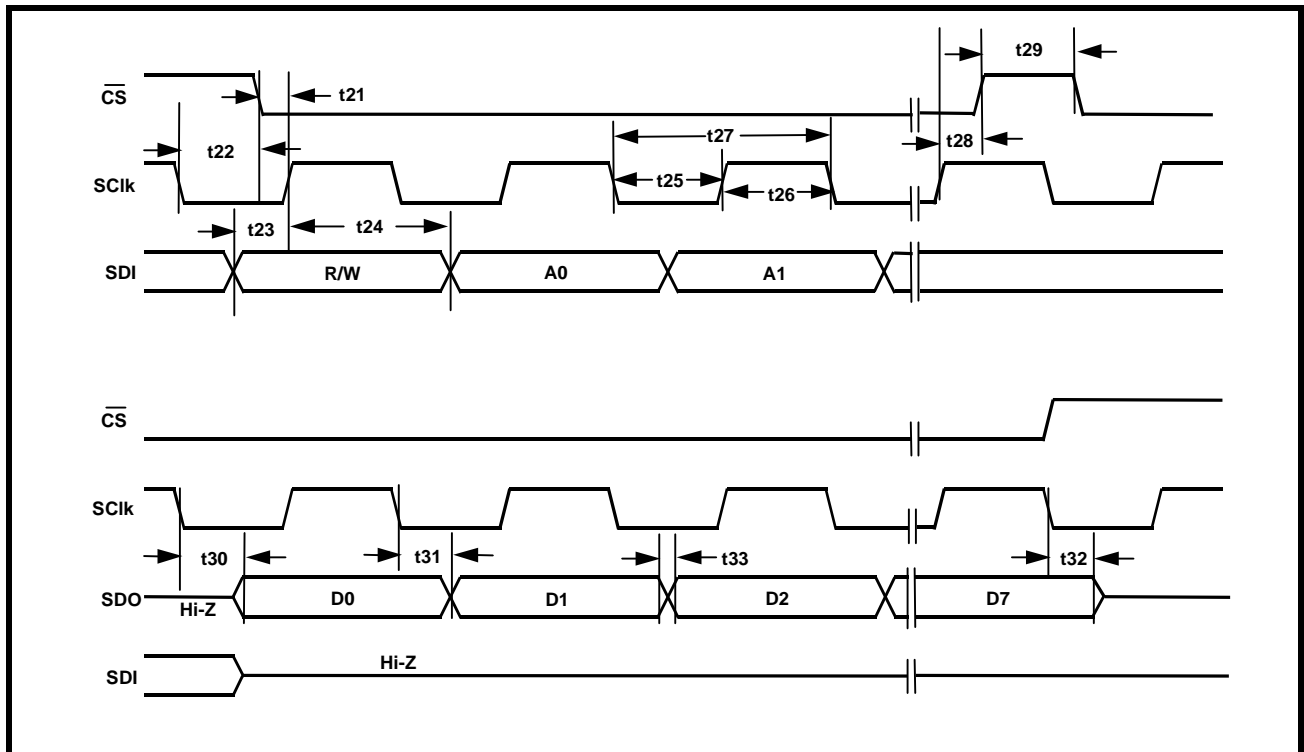 t29
CS
t21
t27
t22
t28
SClk
t25
t26
t23
t24
SDI
R/W
A0
A1
CS
SClk
t30
t31
t33
t32
SDO
Hi-Z
D0
D1
D2
D7
Hi-Z
SDI